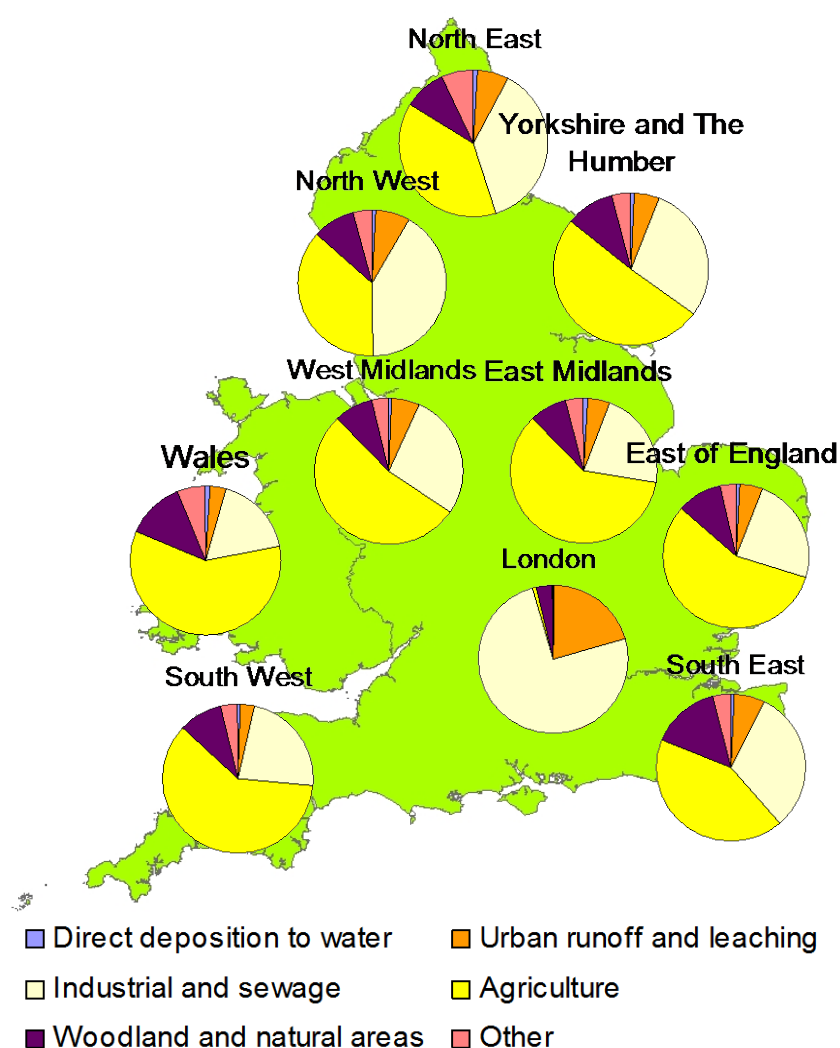 North East
Yorkshire and The
Humber
North West
West Midlands
East Midlands
Wales
East of England
London
South West
South East
Direct deposition to water
Urban runoff and leaching
Industrial and sewage
Agriculture
Woodland and natural areas
Other